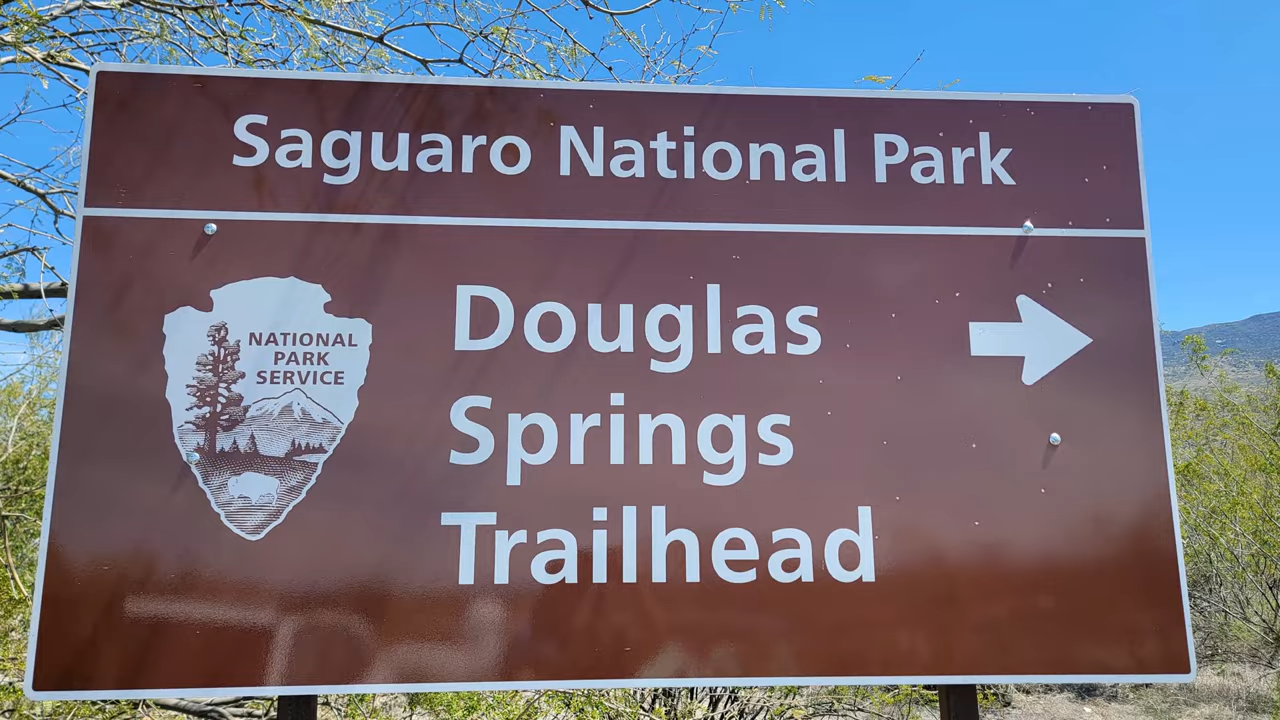 Saguaro National Park
NATIONAL
PARK
SERVICE
Douglas
Springs
Trailhead